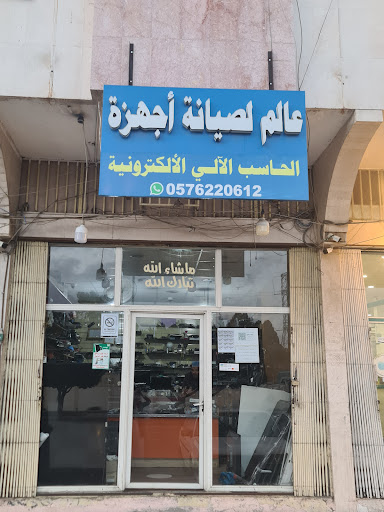 عالم لصيانة أجهزة
الحاسب الآلي الألكترونية
0576220612
ماشاء الله
تبارك الله